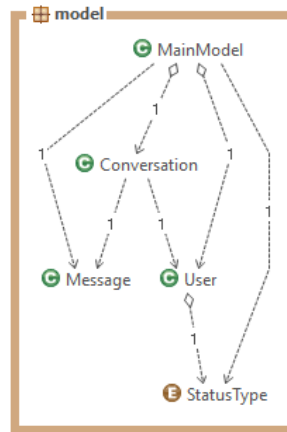 model
C MainModel
1
C Conversation
1 1
1 1
1
C Message C User
1
E StatusType